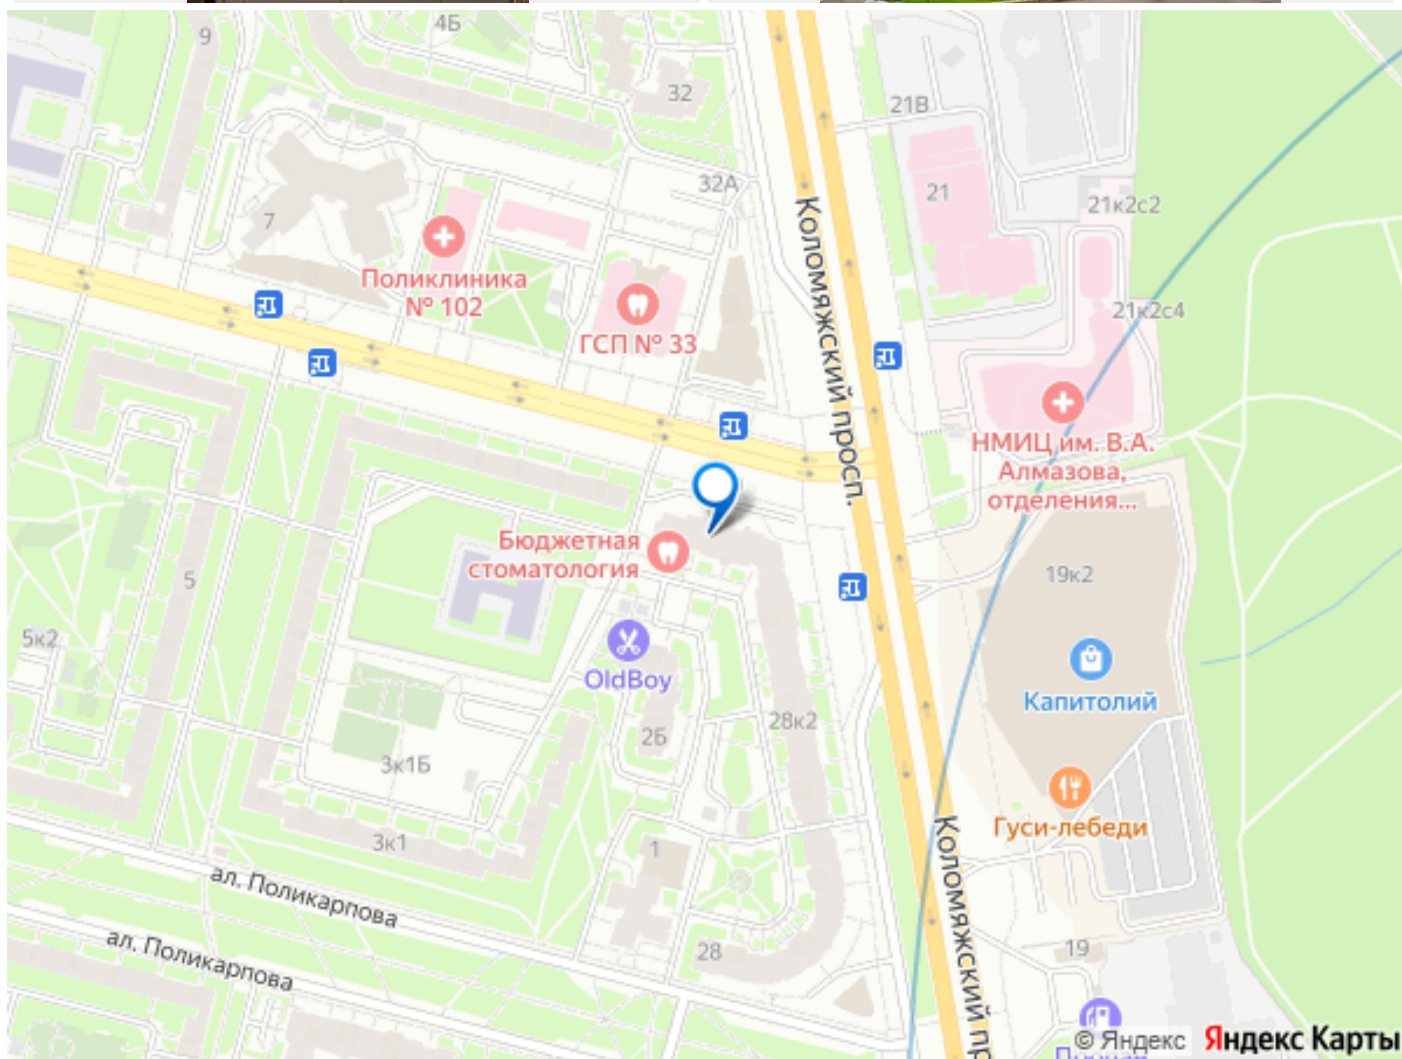 9
4Б
32
21В
32А
21
21к2с2
7
Поликлиника
№ 102
Коломяжский просп.
21к2с4
ГСП № 33
НМИЦ им. В.А.
Алмазова,
отделения...
Бюджетная
стоматология
19к2
5
5к2
OldBoy
Капитолий
28к2
2Б
3к1Б
Гуси-лебеди
3к1
1
ал. Поликарпова
Коломяжский пр
ал. Поликарпова
28
19
© Яндекс
Яндекс Карты